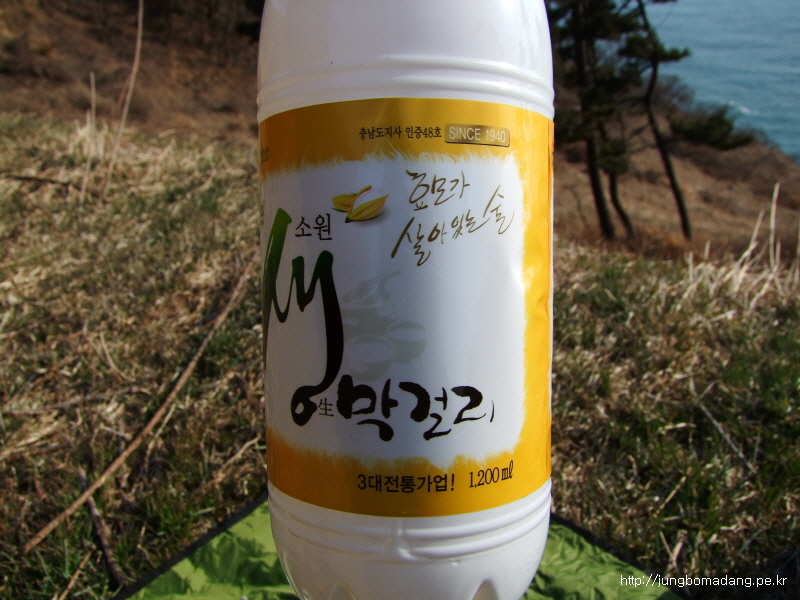 충남도지사 인증48호 SINCE 1940
효모가
살아있는 술
소원
생
生 막걸리
3대전통가업! 1,200㎖
http://jungbomadang.pe.kr